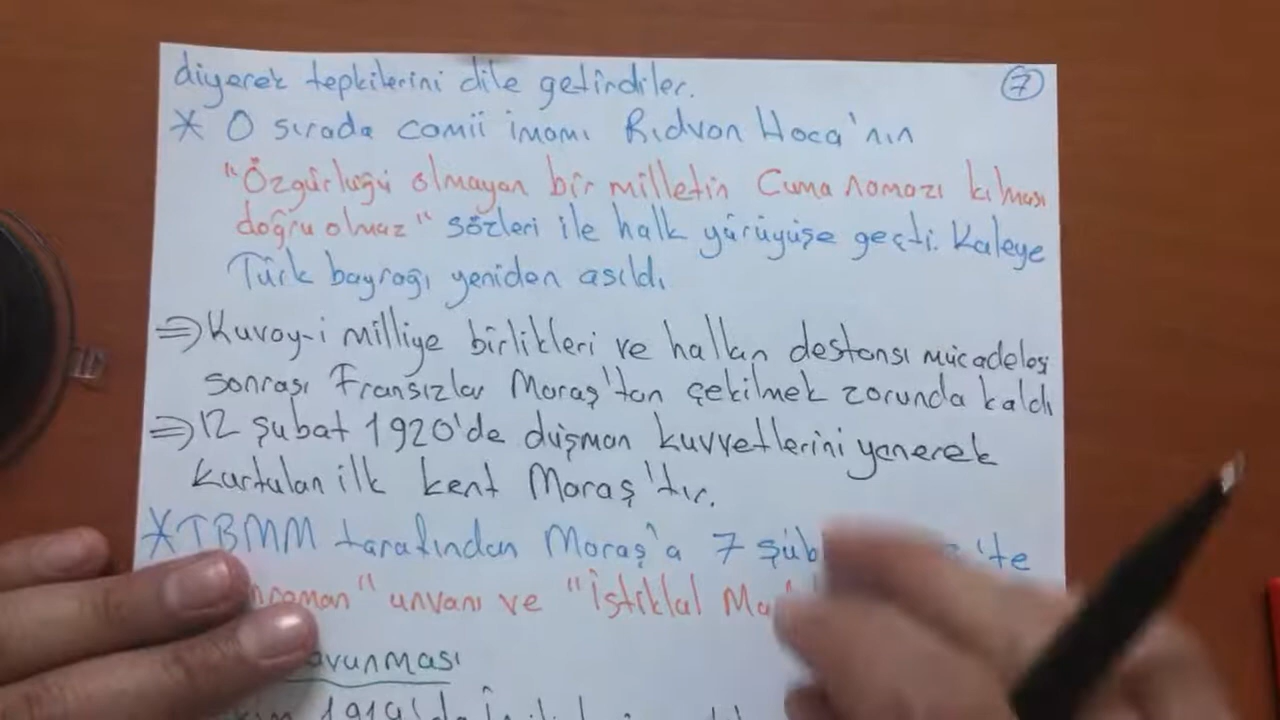 diyerek tepkilerini dile getirdiler.
7
* O sırada camii imamı Rıdvan Hoca'nın
"Özgürlüğü olmayan bir milletin Cuma namazı kılması
doğru olmaz" sözleri ile halk yürüyüşe geçti. Kaleye
Türk bayrağı yeniden asıldı
⇒ Kuvay-i milliye birlikleri ve halkın destansı mücadelesi
sonrası Fransızlar Maraş'tan çekilmek zorunda kaldı
⇒ 12 şubat 1920'de düşman kuvvetlerini yenerek
kurtulan ilk kent Maraş'tır.
* TBMM tarafından Maraş'a 7 'te
unvanı ve "İstiklal